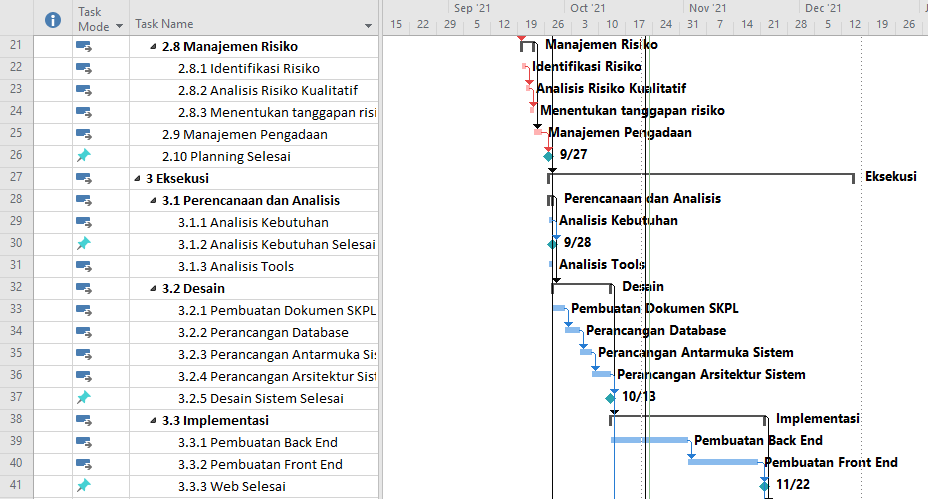 Task Mode Task Name
Sep '21 Oct '21 Nov '21 Dec '21 J
15 22 29 5 12 19 26 3 10 17 24 31 7 14 21 28 5 12 19 26
21 2.8 Manajemen Risiko Manajemen Risiko
22 2.8.1 Identifikasi Risiko Identifikasi Risiko
23 2.8.2 Analisis Risiko Kualitatif Analisis Risiko Kualitatif
24 2.8.3 Menentukan tanggapan risi Menentukan tanggapan risiko
25 2.9 Manajemen Pengadaan Manajemen Pengadaan
26 2.10 Planning Selesai 9/27
27 3 Eksekusi Eksekusi
28 3.1 Perencanaan dan Analisis Perencanaan dan Analisis
29 3.1.1 Analisis Kebutuhan Analisis Kebutuhan
30 3.1.2 Analisis Kebutuhan Selesai 9/28
31 3.1.3 Analisis Tools Analisis Tools
32 3.2 Desain Desain
33 3.2.1 Pembuatan Dokumen SKPL Pembuatan Dokumen SKPL
34 3.2.2 Perancangan Database Perancangan Database
35 3.2.3 Perancangan Antarmuka Si Perancangan Antarmuka Sistem
36 3.2.4 Perancangan Arsitektur Sist Perancangan Arsitektur Sistem
37 3.2.5 Desain Sistem Selesai 10/13
38 3.3 Implementasi Implementasi
39 3.3.1 Pembuatan Back End Pembuatan Back End
40 3.3.2 Pembuatan Front End Pembuatan Front End
41 3.3.3 Web Selesai 11/22